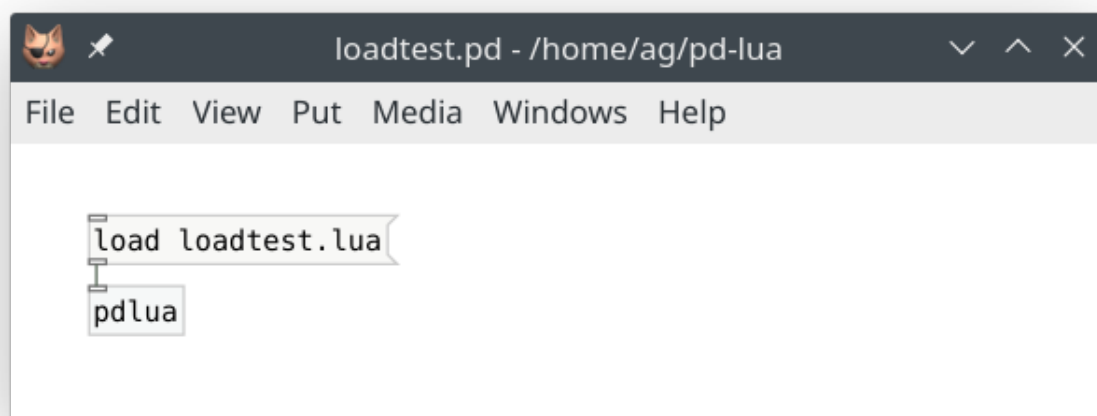 loadtest.pd - /home/ag/pd-lua
File Edit View Put Media Windows Help
load loadtest.lua
pdlua